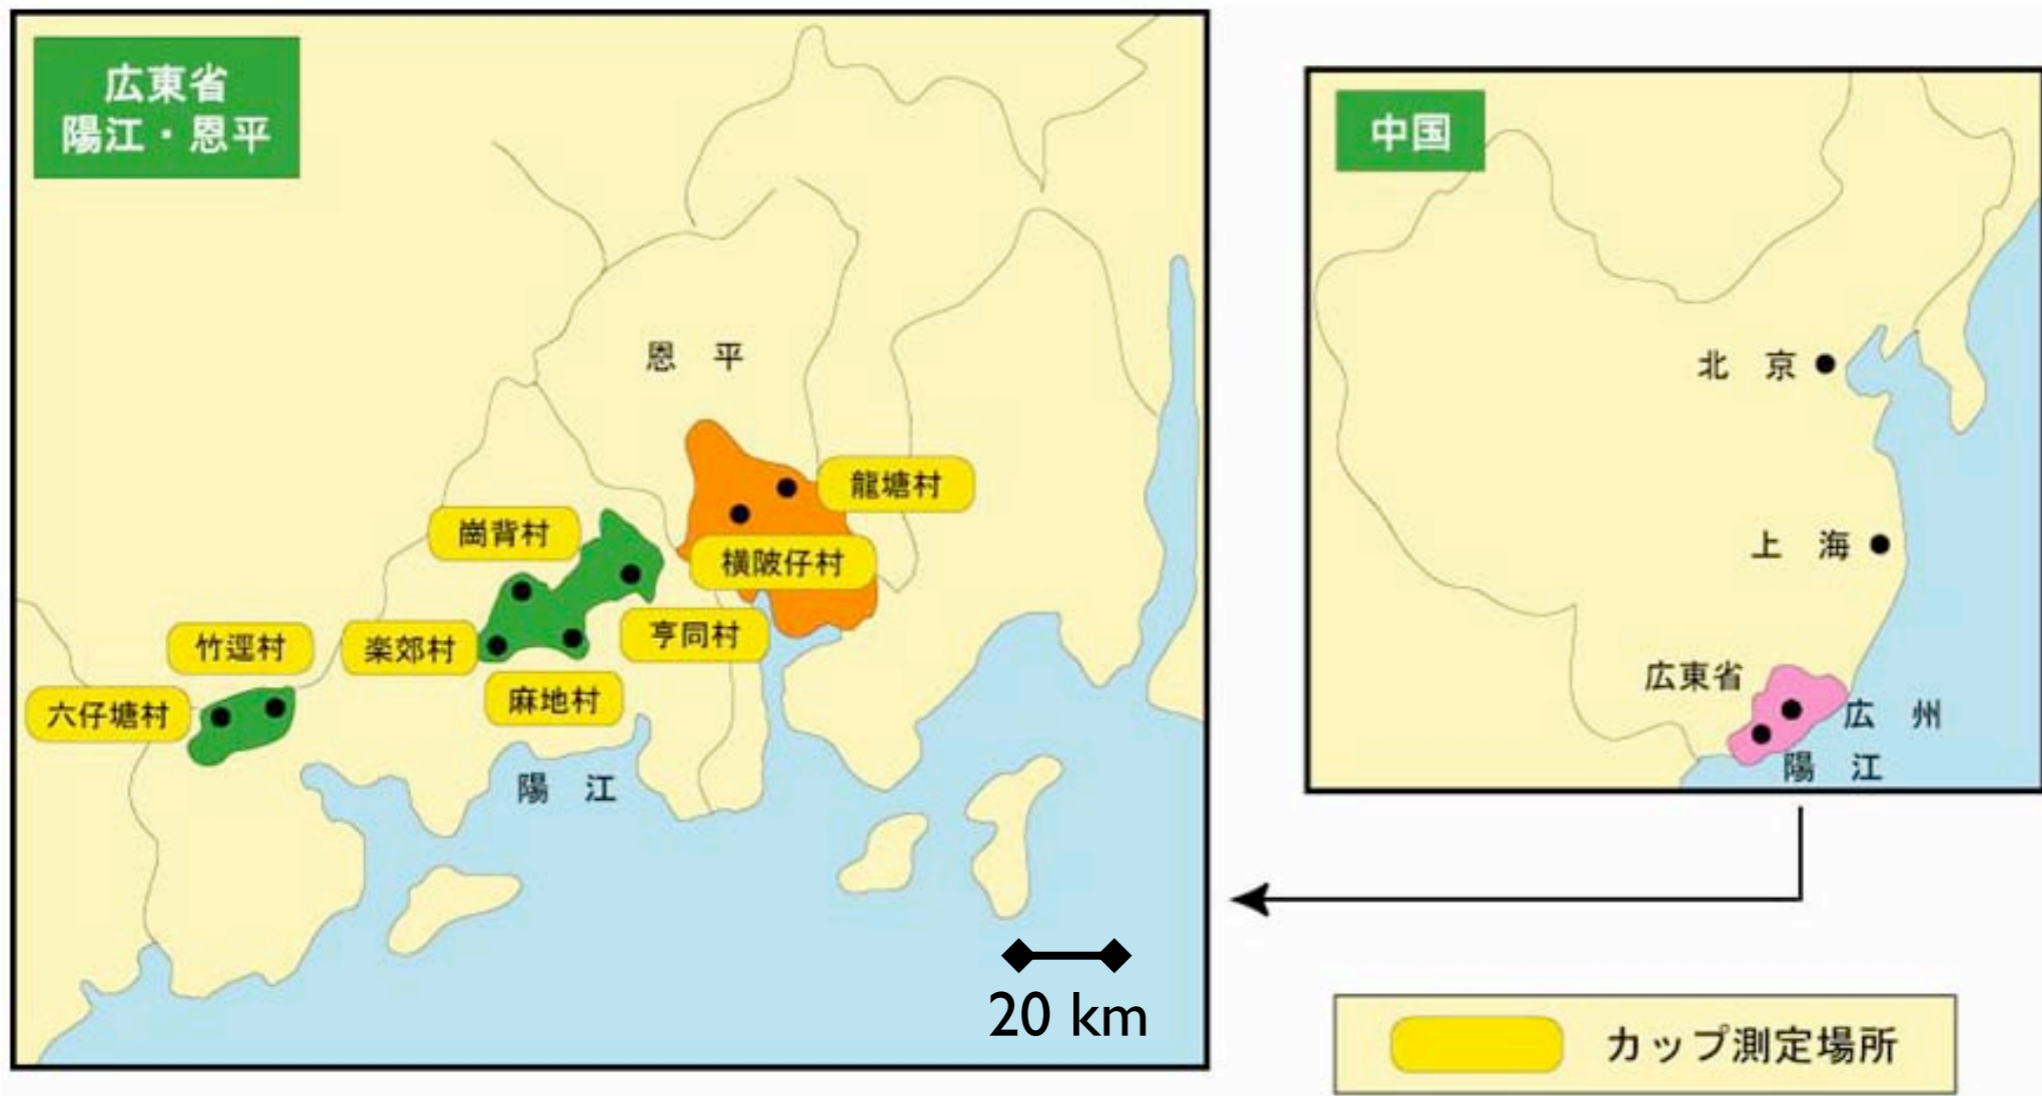 広東省
陽江・恩平
恩 平
龍塘村
崗背村
横陂仔村
竹逕村
楽郊村
亨同村
六仔塘村
麻地村
陽 江
20 km
中国
北 京
上 海
広東省
広 州
陽 江
カップ測定場所